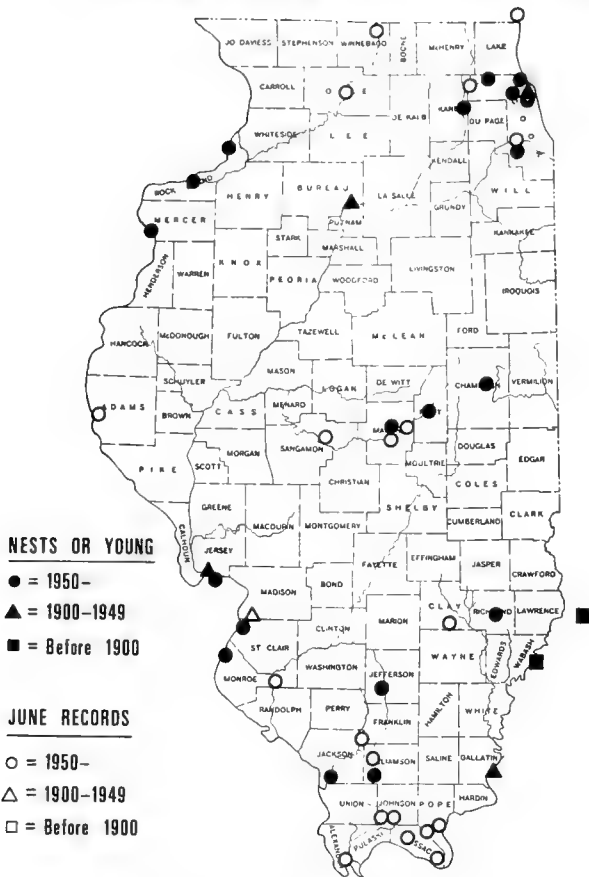 JO DAVIESS STEPHENSON WINNEBAGO BOONE McHENRY LAKE
CARROLL
DE KALB KANE
DU PAGE
WHITESIDE LEE
KENDALL WILL
ROCK
HENRY BUREAU LA SALLE GRUNDY
MERCER PUTNAM KANKAKEE
STARK MARSHALL
HENDERSON WARREN KNOX PEORIA WOODFORD LIVINGSTON IROQUOIS
HANCOCK McDONOUGH FULTON TAZEWELL McLEAN FORD
MASON
SCHUYLER LOGAN DE WITT VERMILION
ADAMS BROWN CASS MENARD
SANGAMON
MORGAN DOUGLAS
PIKE SCOTT MOULTRIE EDGAR
CHRISTIAN COLES
GREENE SHELBY
CALHOUN MACOUPIN MONTGOMERY CUMBERLAND CLARK
JERSEY
FAYETTE EFFINGHAM JASPER CRAWFORD
MADISON BOND
CLAY LAWRENCE
CLINTON MARION
ST CLAIR WAYNE EDWARDS WABASH
MONROE WASHINGTON JEFFERSON
RANDOLPH PERRY HAMILTON WHITE
FRANKLIN
JACKSON SALINE GALLATIN
UNION JOHNSON POPE HARDIN
PULASKI
NESTS OR YOUNG
● = 1950-
▲ = 1900-1949
■ = Before 1900
JUNE RECORDS
○ = 1950-
△ = 1900-1949
□ = Before 1900